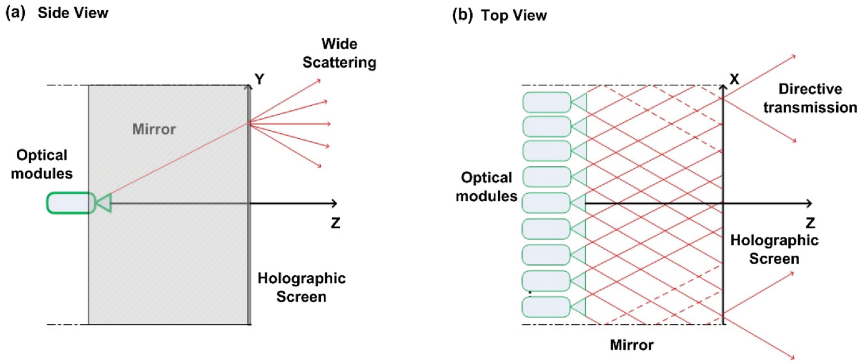 (a) Side View
Wide
Scattering
Y
Mirror
Optical
modules
Z
Holographic
Screen
(b) Top View
X
Directive
transmission
Optical
modules
Z
Holographic
Screen
Mirror